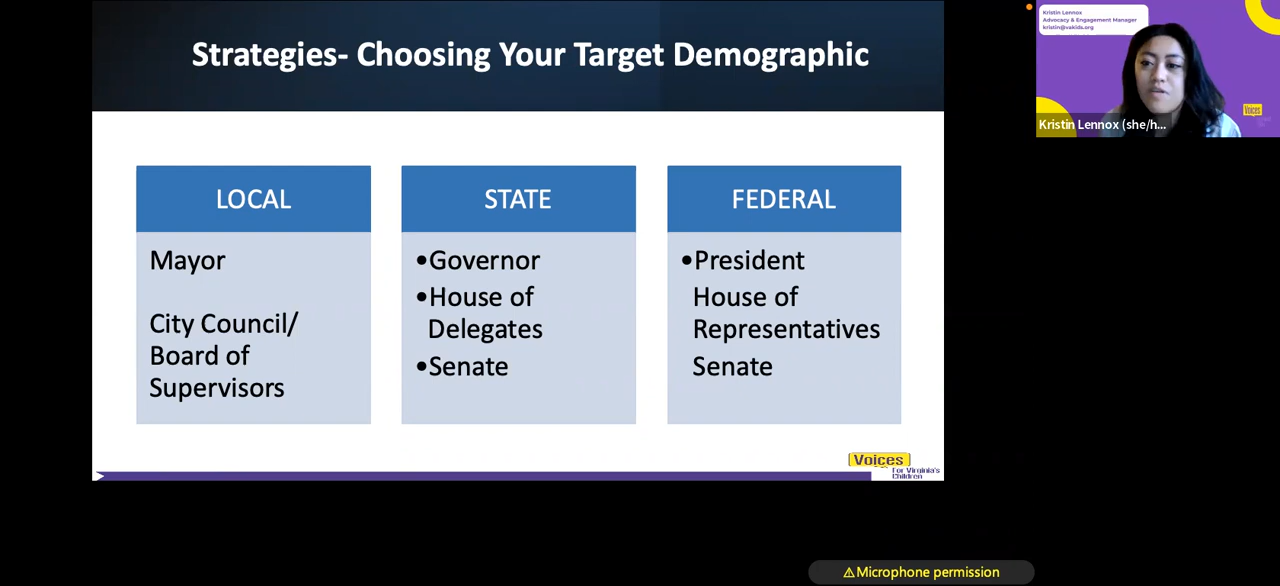 Strategies- Choosing Your Target Demographic
LOCAL
Mayor
City Council/
Board of
Supervisors
STATE
•Governor
•House of
Delegates
•Senate
FEDERAL
•President
House of
Representatives
Senate
Voices
For Virginia's
Children
Kristin Lennox
Advocacy & Engagement Manager
kristin@vakids.org
Voices
Kristin Lennox (she/h...
⚠Microphone permission